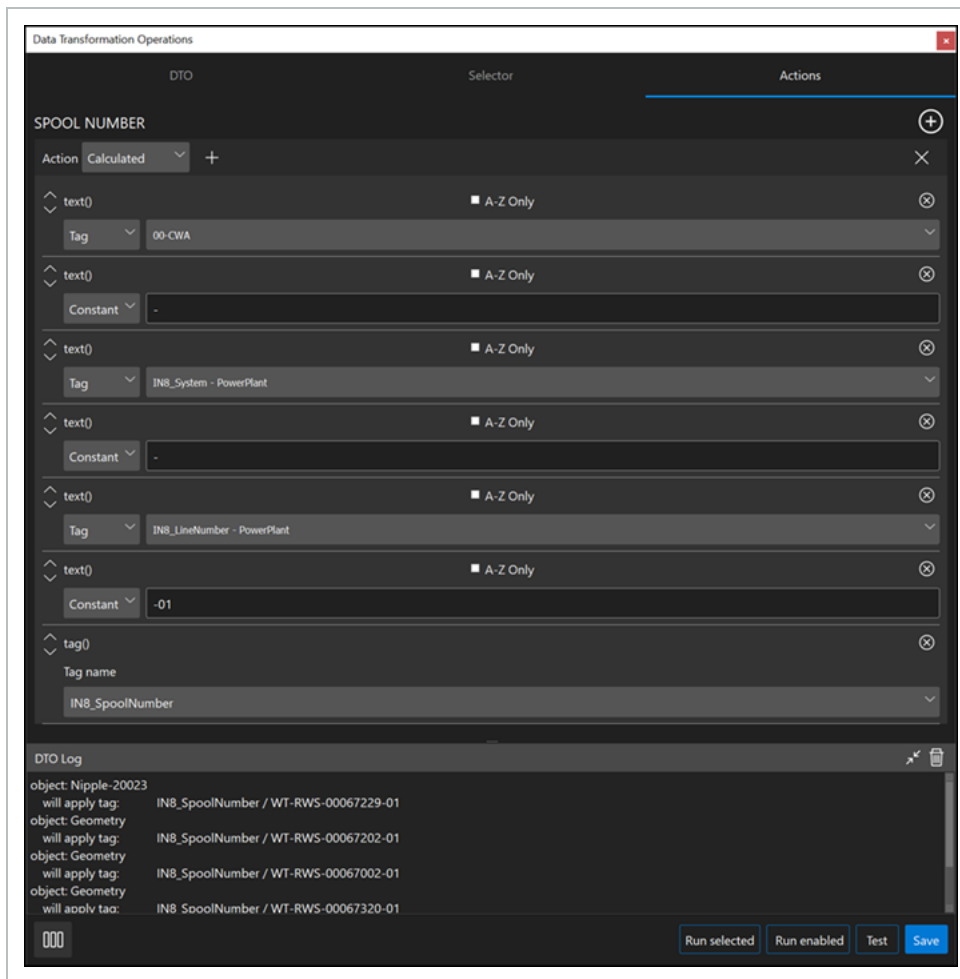 Data Transformation Operations
DTO Selector Actions
SPOOL NUMBER
Action Calculated
text() A-Z Only
Tag 00-CWA
text() A-Z Only
Constant -
text() A-Z Only
Tag IN8_System - PowerPlant
text() A-Z Only
Constant -
text() A-Z Only
Tag IN8_LineNumber - PowerPlant
text() A-Z Only
Constant -01
tag()
Tag name
IN8_SpoolNumber
DTO Log
object: Nipple-20023
will apply tag: IN8_SpoolNumber / WT-RWS-00067229-01
object: Geometry
will apply tag: IN8_SpoolNumber / WT-RWS-00067202-01
object: Geometry
will apply tag: IN8_SpoolNumber / WT-RWS-00067002-01
object: Geometry
will apply tag: IN8_SpoolNumber / WT-RWS-00067320-01
Run selected Run enabled Test Save